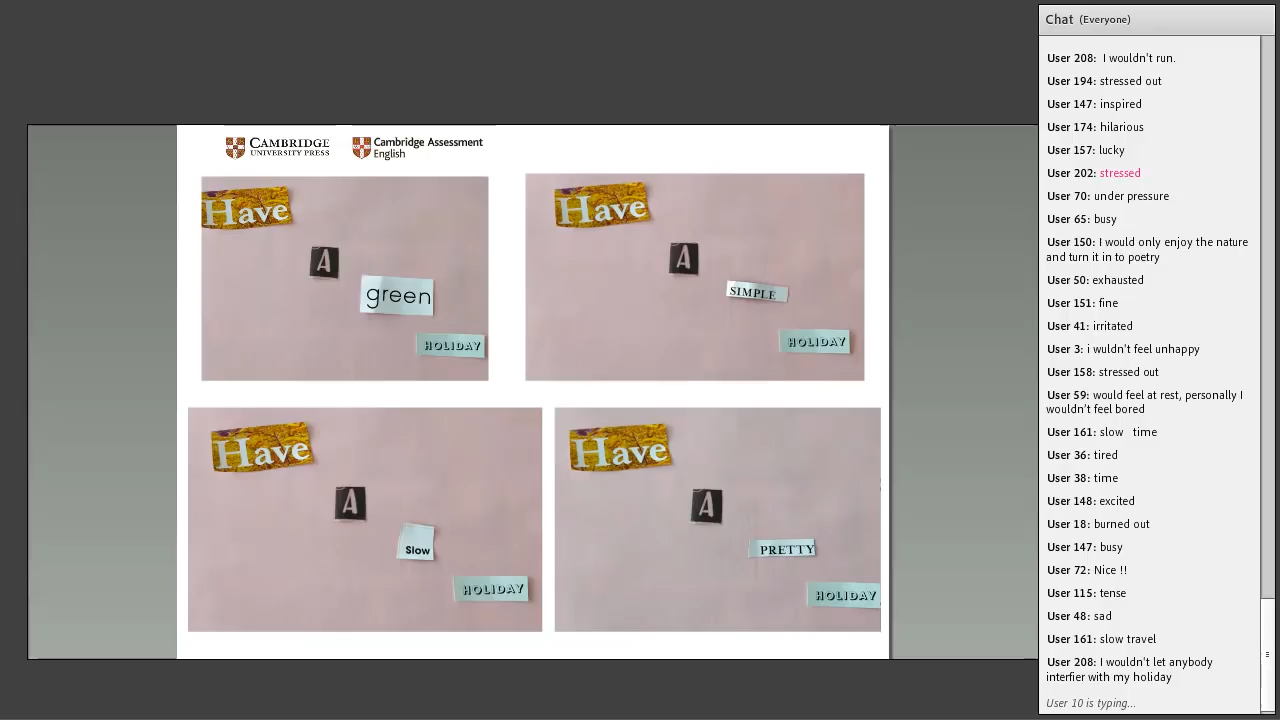 CAMBRIDGE
UNIVERSITY PRESS
Cambridge Assessment
English
Have
A
green
HOLIDAY
Have
A
SIMPLE
HOLIDAY
Have
A
Slow
HOLIDAY
Have
A
PRETTY
HOLIDAY
Chat (Everyone)
User 208: I wouldn't run.
User 194: stressed out
User 147: inspired
User 174: hilarious
User 157: lucky
User 202: stressed
User 70: under pressure
User 65: busy
User 150: I would only enjoy the nature
and turn it in to poetry
User 50: exhausted
User 151: fine
User 41: irritated
User 3: i wuldn't feel unhappy
User 158: stressed out
User 59: would feel at rest, personally I
wouldn't feel bored
User 161: slow time
User 36: tired
User 38: time
User 148: excited
User 18: burned out
User 147: busy
User 72: Nice !!
User 115: tense
User 48: sad
User 161: slow travel
User 208: I wouldn't let anybody
interfier with my holiday
User 10 is typing...